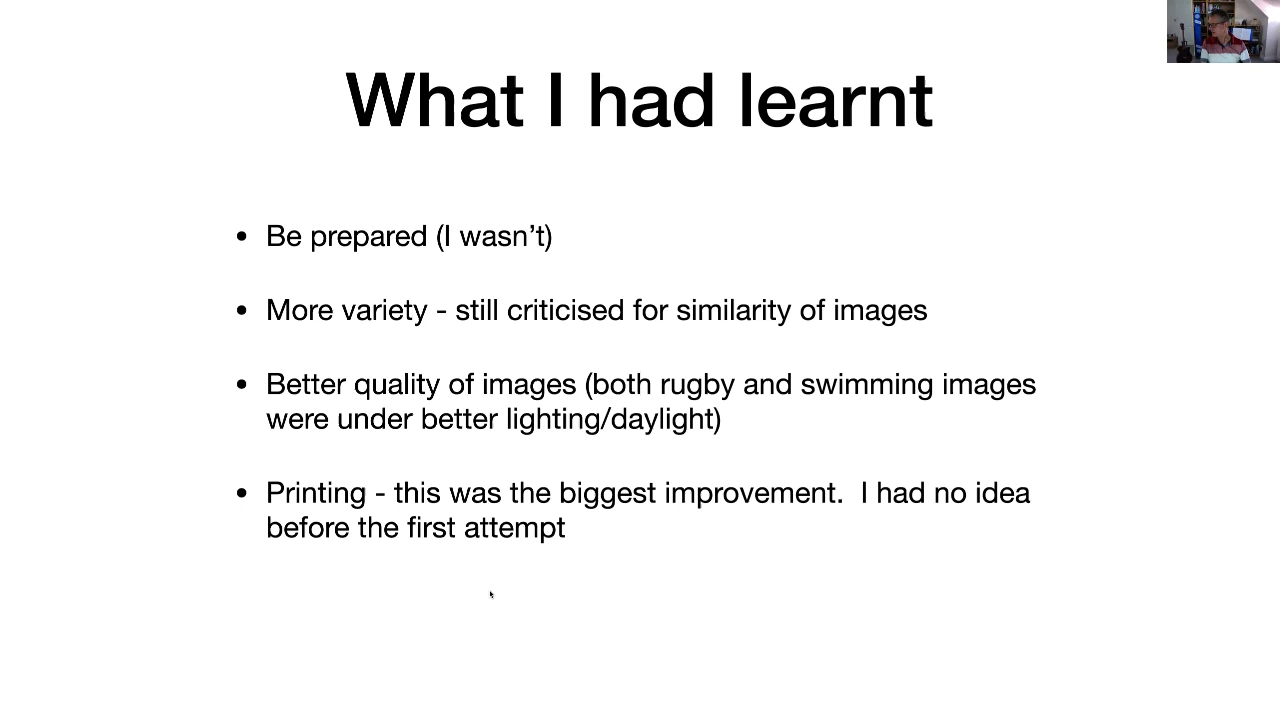 What I had learnt
• Be prepared (I wasn’t)
• More variety - still criticised for similarity of images
• Better quality of images (both rugby and swimming images
were under better lighting/daylight)
• Printing - this was the biggest improvement.  I had no idea
before the first attempt